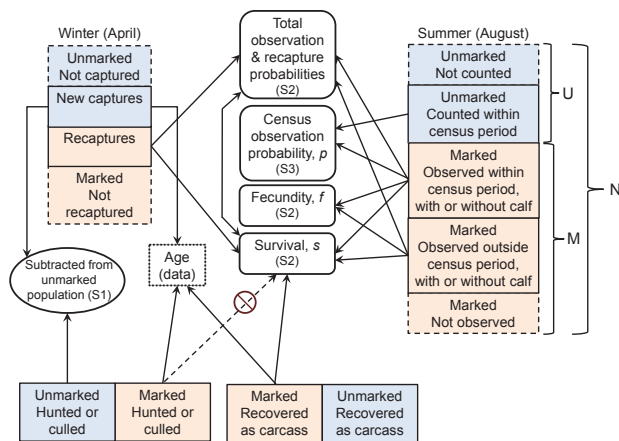 Winter (April)
Unmarked
Not captured
New captures
Recaptures
Marked
Not
recaptured
Subtracted from
unmarked
population (S1)
Age
(data)
Total
observation
& recapture
probabilities
(S2)
Census
observation
probability, p
(S3)
Fecundity, f
(S2)
Survival, s
(S2)
Summer (August)
Unmarked
Not counted
Unmarked
Counted within
census period
Marked
Observed within
census period,
with or without calf
Marked
Observed outside
census period,
with or without calf
Marked
Not observed
U
M
N
Unmarked
Hunted or
culled
Marked
Hunted or
culled
Marked
Recovered
as carcass
Unmarked
Recovered
as carcass